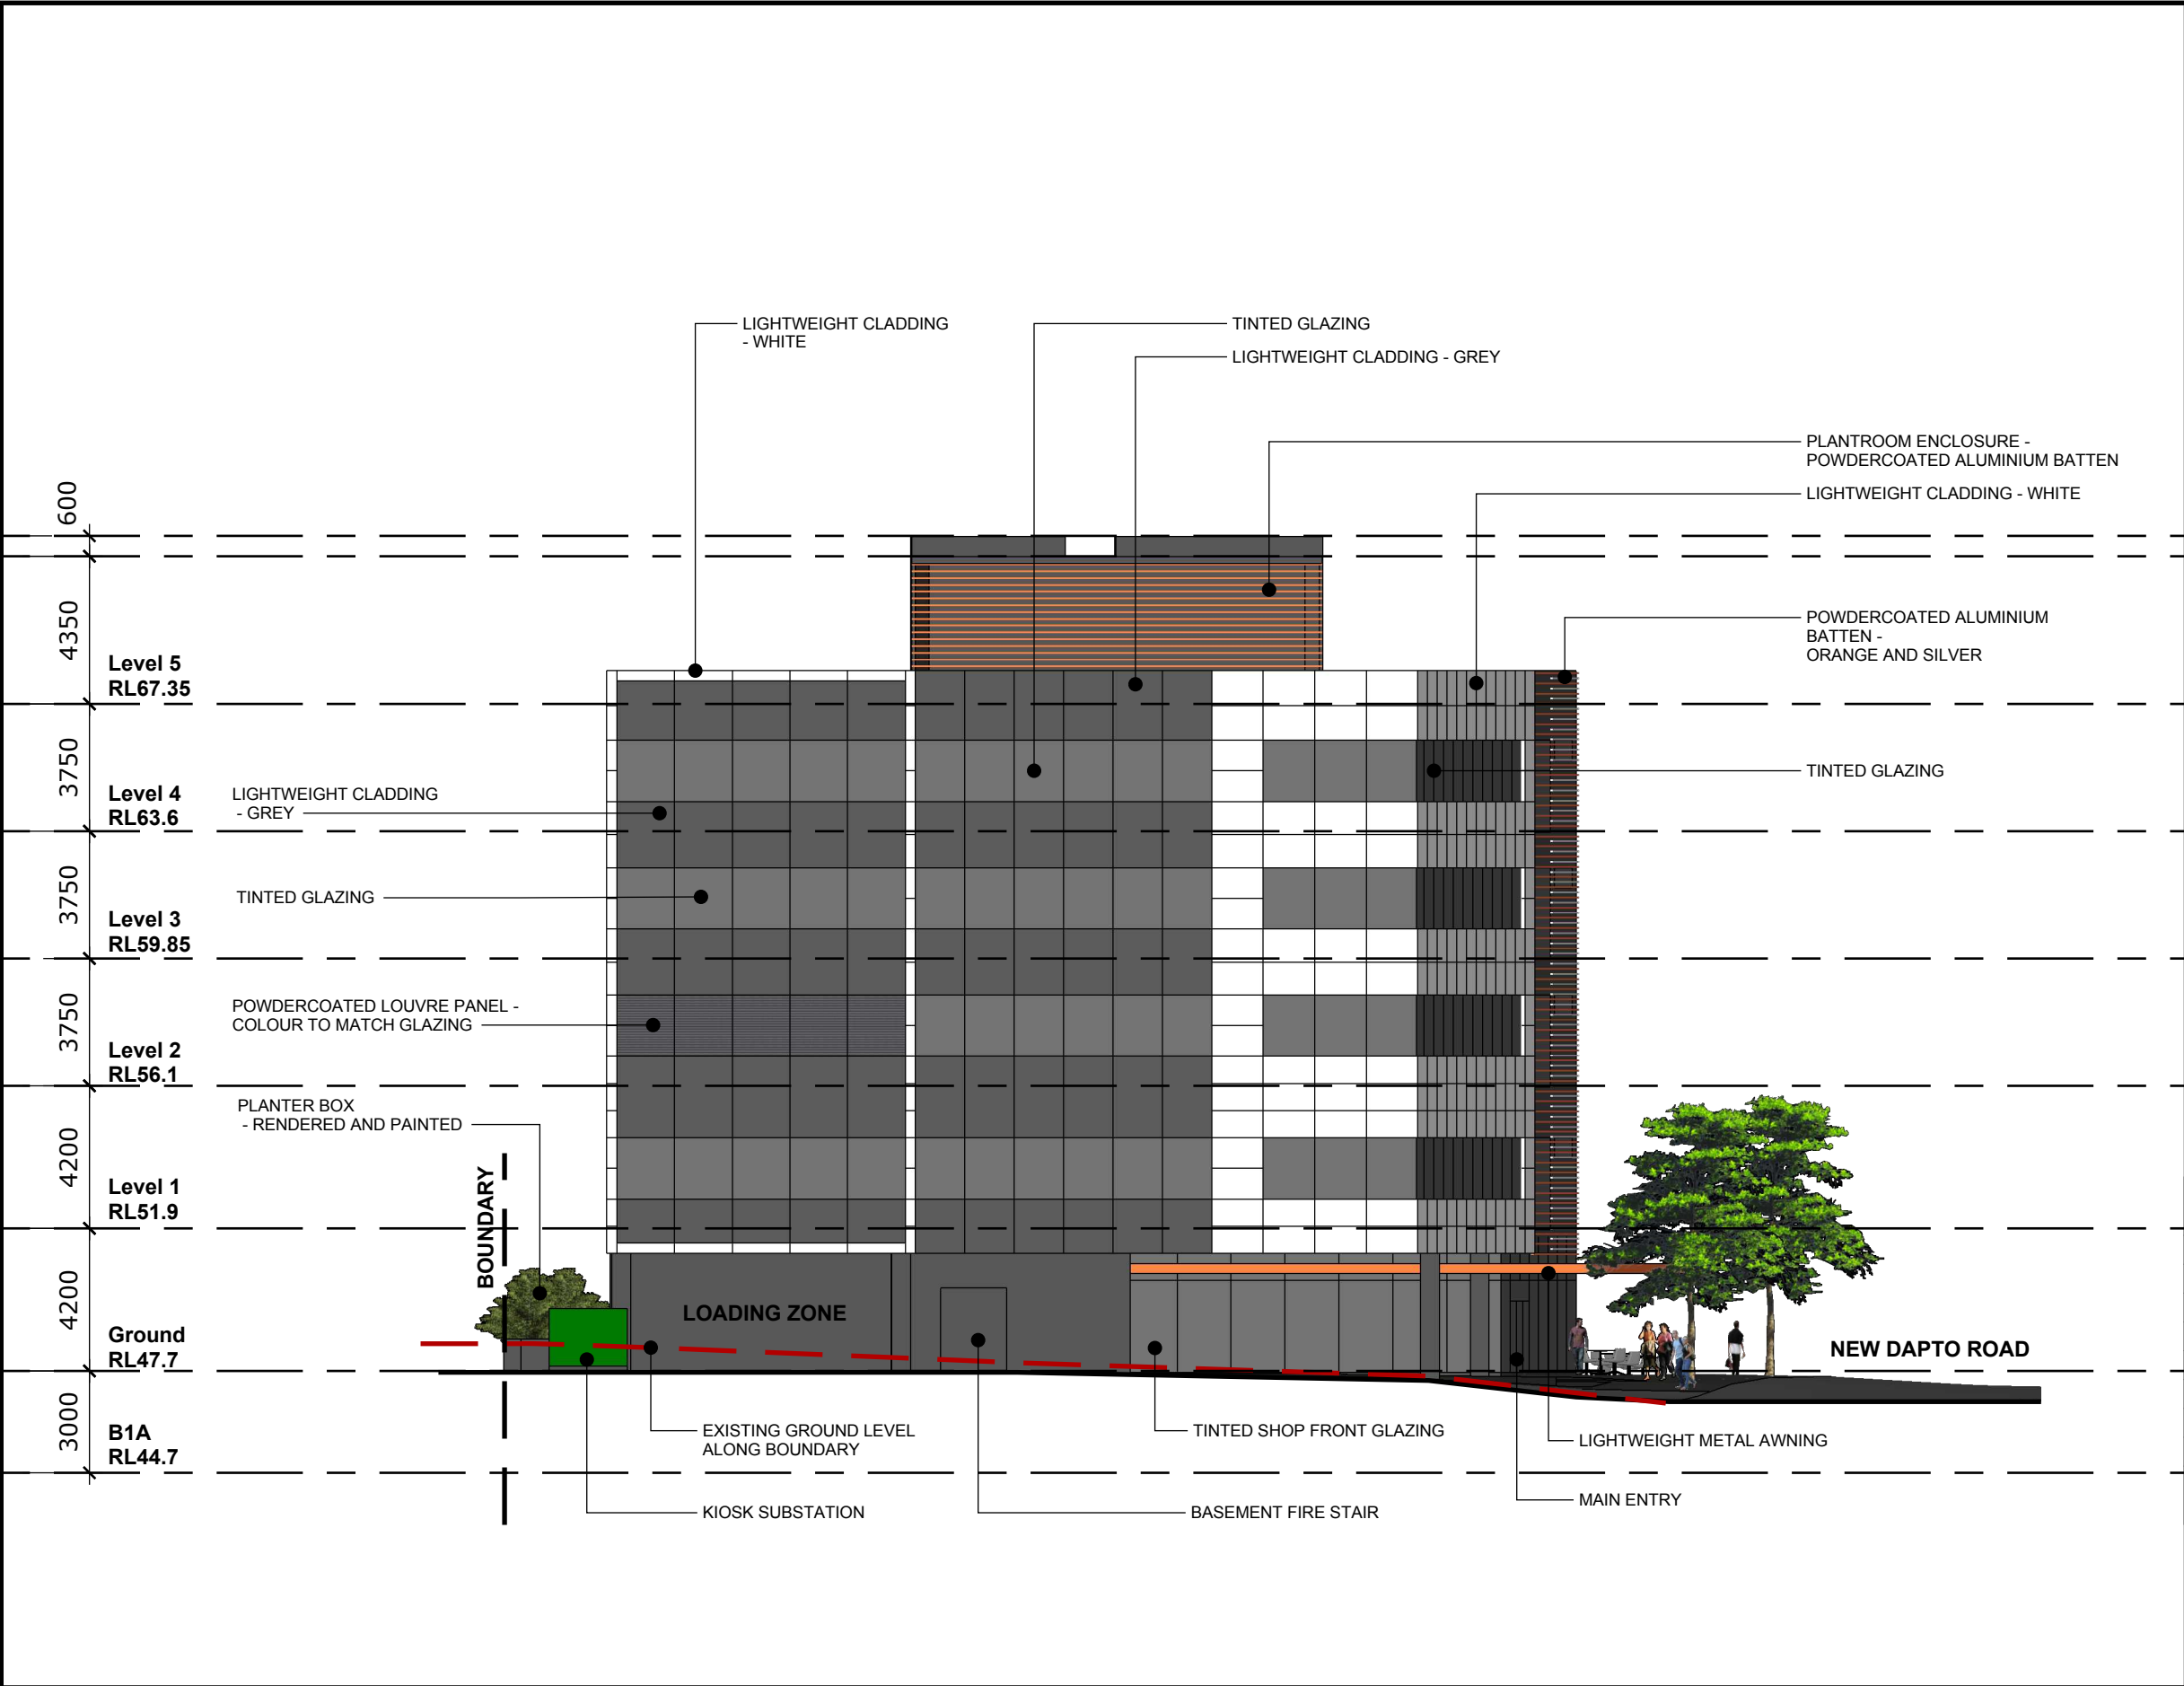 LIGHTWEIGHT CLADDING
- WHITE
TINTED GLAZING
LIGHTWEIGHT CLADDING - GREY
PLANTROOM ENCLOSURE -
POWDERCOATED ALUMINIUM BATTEN
LIGHTWEIGHT CLADDING - WHITE
600
4350
POWDERCOATED ALUMINIUM
BATTEN -
ORANGE AND SILVER
Level 5
RL67.35
3750
TINTED GLAZING
Level 4
RL63.6
LIGHTWEIGHT CLADDING
- GREY
3750
TINTED GLAZING
Level 3
RL59.85
3750
POWDERCOATED LOUVRE PANEL -
COLOUR TO MATCH GLAZING
Level 2
RL56.1
PLANTER BOX
- RENDERED AND PAINTED
4200
Level 1
RL51.9
BOUNDARY
4200
LOADING ZONE
Ground
RL47.7
NEW DAPTO ROAD
3000
B1A
RL44.7
EXISTING GROUND LEVEL
ALONG BOUNDARY
TINTED SHOP FRONT GLAZING
LIGHTWEIGHT METAL AWNING
KIOSK SUBSTATION
BASEMENT FIRE STAIR
MAIN ENTRY